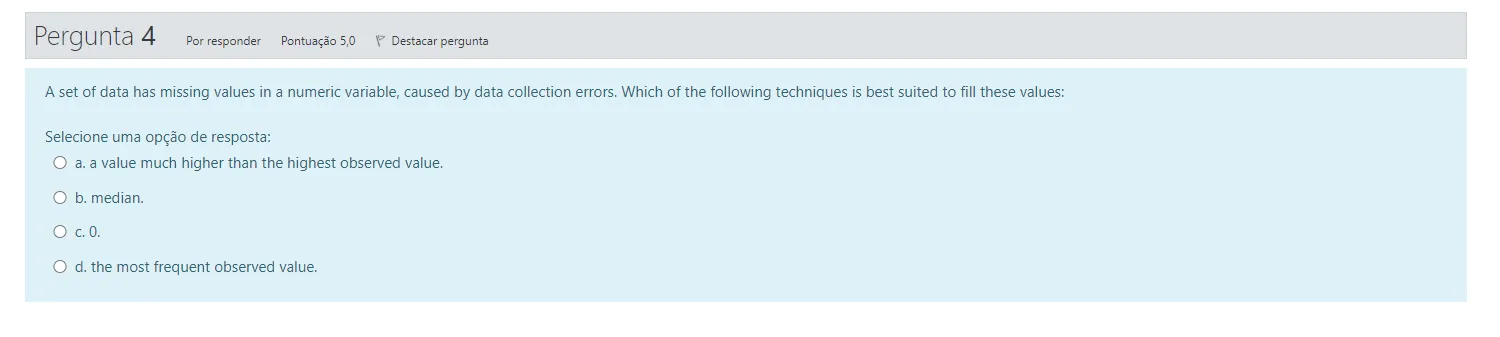 Pergunta 4 Por responder Pontuação 5,0 Destacar pergunta
A set of data has missing values in a numeric variable, caused by data collection errors. Which of the following techniques is best suited to fill these values:
Selecione uma opção de resposta:
a. a value much higher than the highest observed value.
b. median.
c. 0.
d. the most frequent observed value.